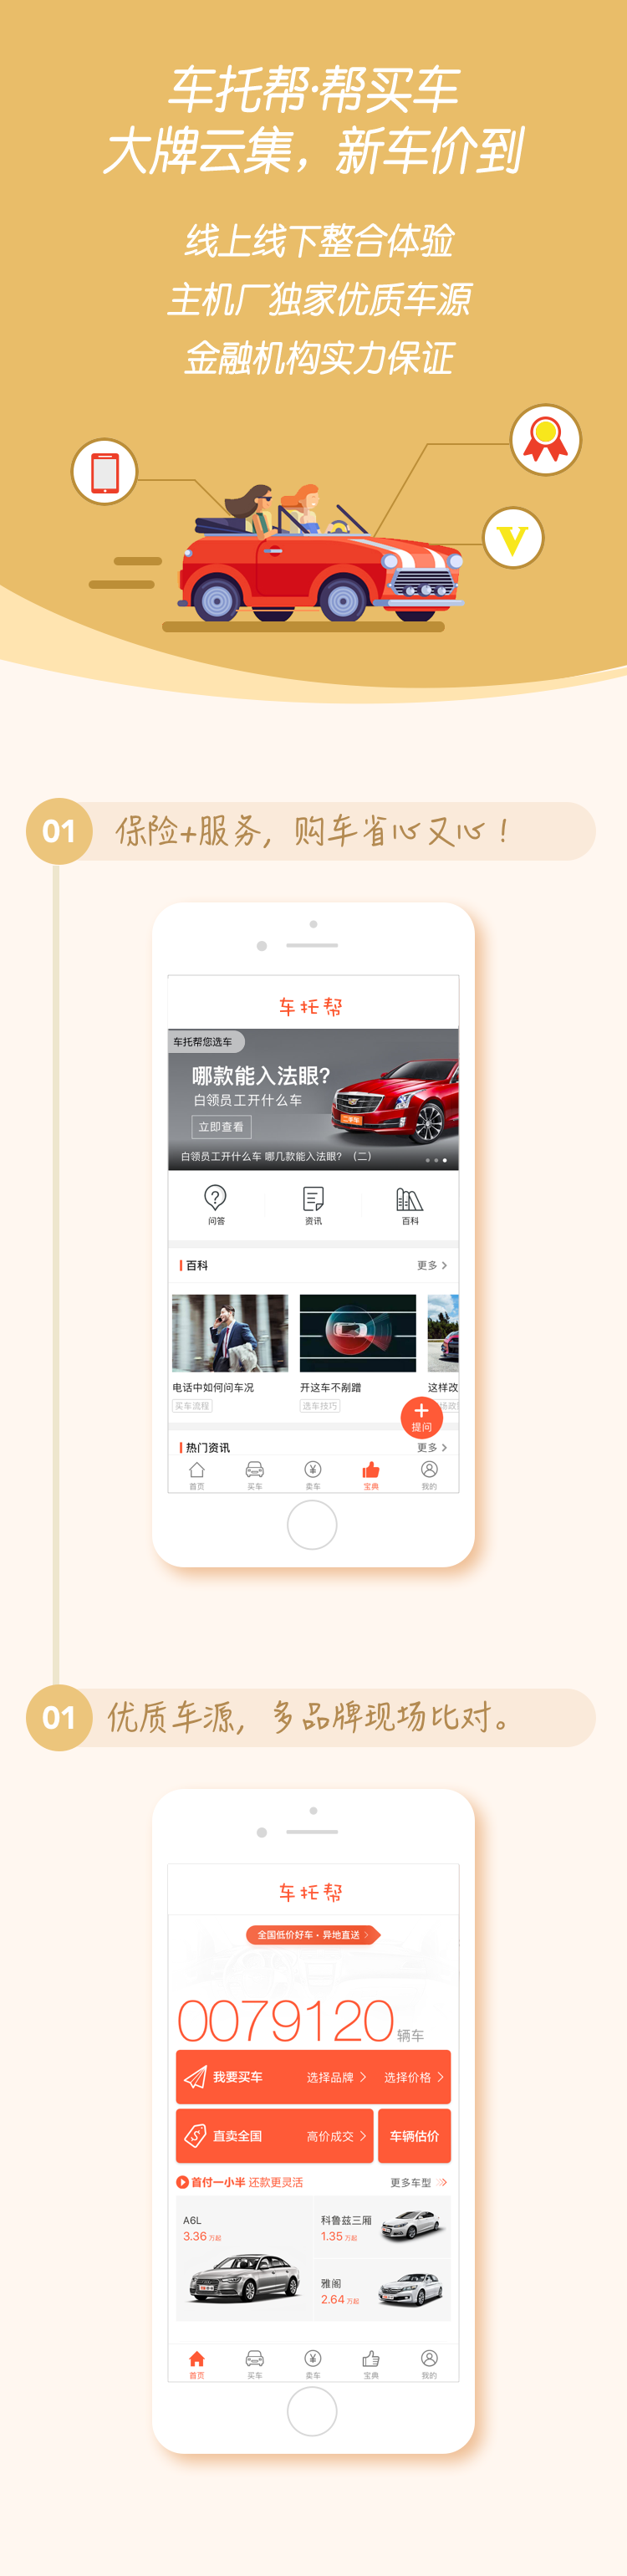 车托帮·帮买车
大牌云集，新车价到
线上线下整合体验
主机厂独家优质车源
金融机构实力保证
V
01
保险+服务，购车省心又心！
车托帮
车托帮您选车
哪款能入法眼?
白领员工开什么车
二手车
立即查看
白领员工开什么车 哪几款能入法眼? （二）
问答
资讯
百科
百科
更多
电话中如何问车况
开这车不剐蹭
这样改
买车流程
选车技巧
提问
热门资讯
更多
首页
买车
卖车
宝典
我的
01
优质车源，多品牌现场比对。
车托帮
全国低价好车·异地直送
0079120辆车
我要买车
选择品牌
选择价格
直卖全国
高价成交
车辆估价
首付一小半 还款更灵活
更多车型
A6L
3.36 万起
科鲁兹三厢
1.35 万起
雅阁
2.64 万起
首页
买车
卖车
宝典
我的